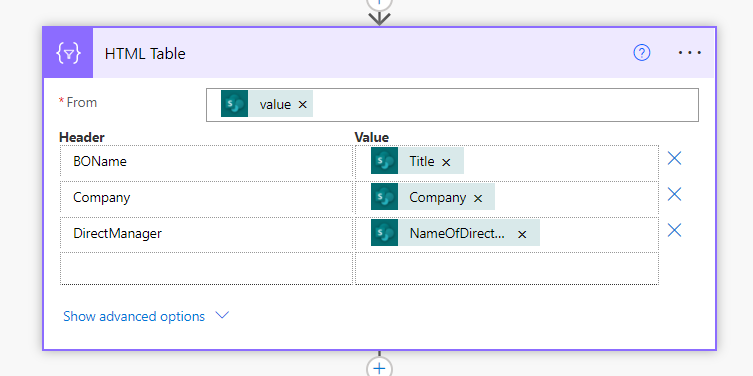 HTML Table
* From value
Header Value
BOName Title
Company Company
DirectManager NameOfDirect...
Show advanced options